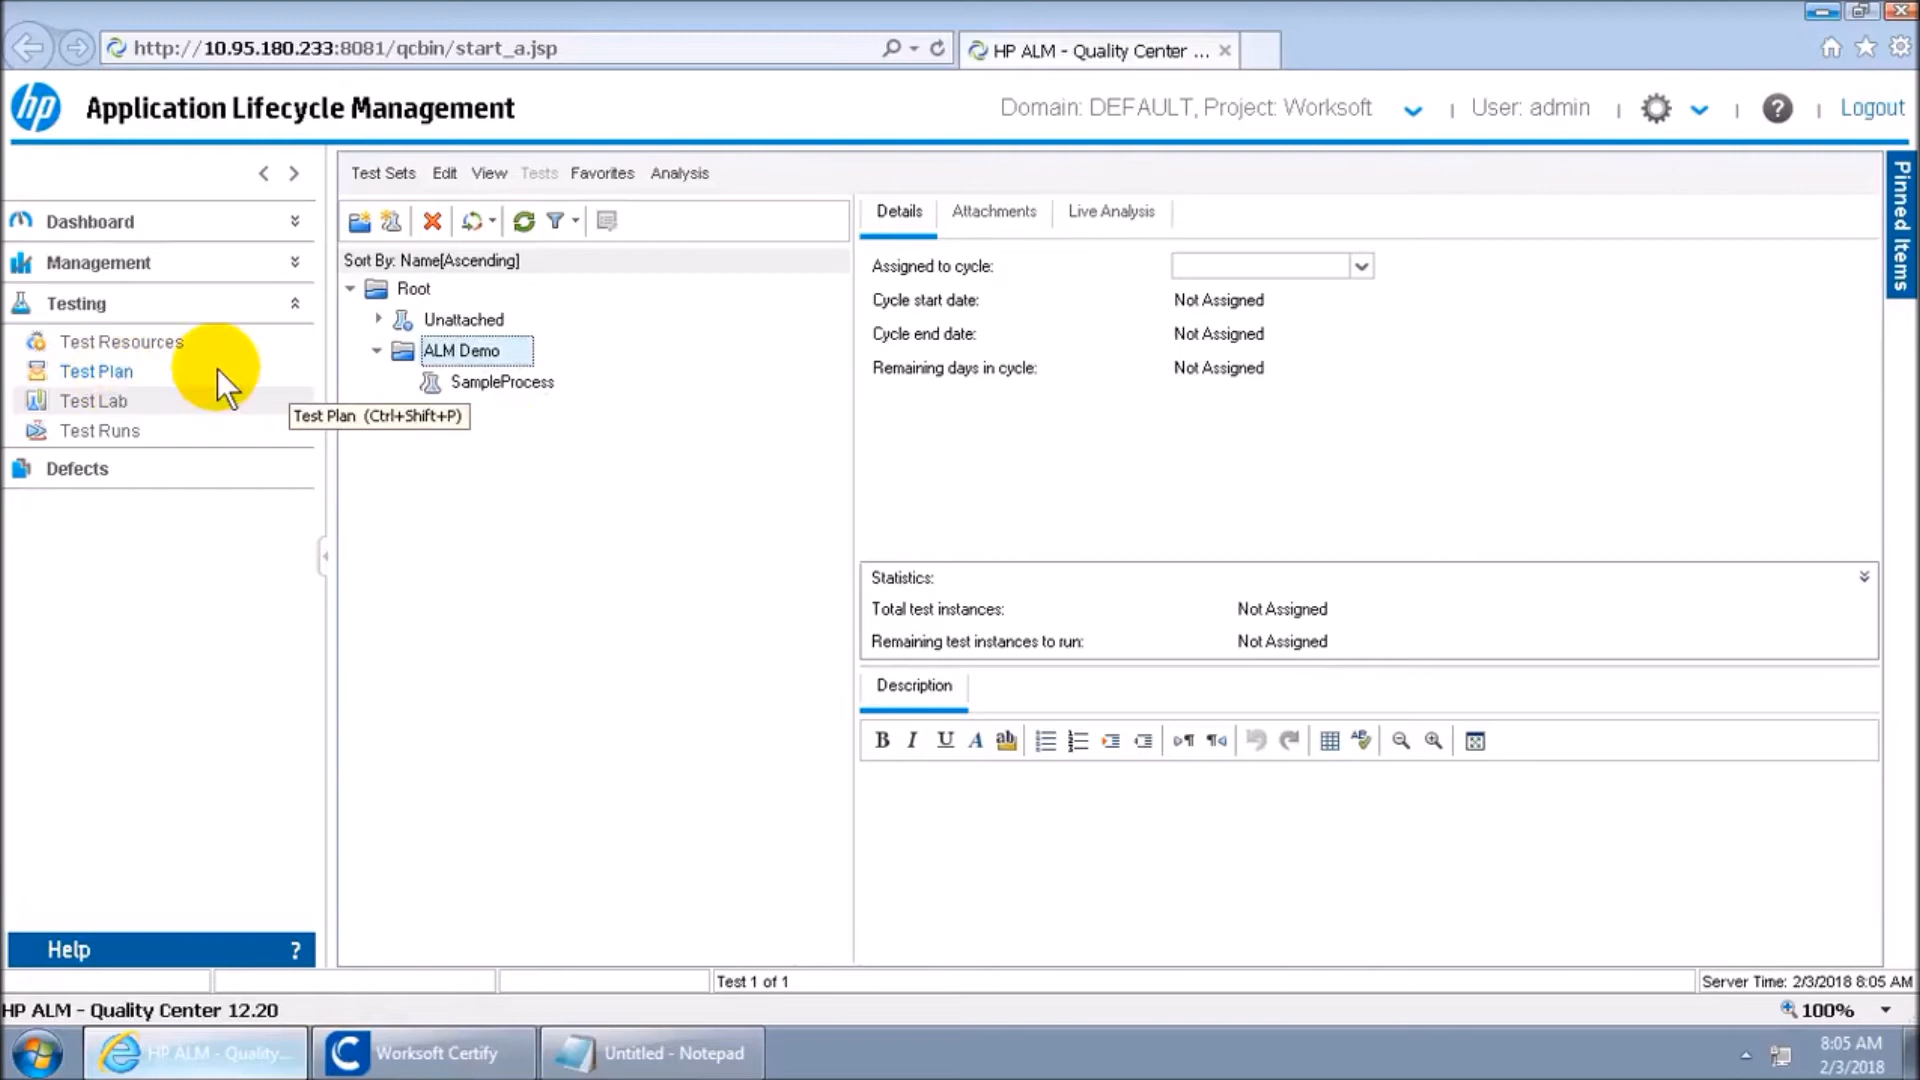 http://10.95.180.233:8081/qcbin/start_a.jsp
HP ALM - Quality Center ...
hp
Application Lifecycle Management
Domain: DEFAULT, Project: Worksoft
User: admin
?
Logout
Pinned Items
Test Sets Edit View Tests Favorites Analysis
Dashboard
Management
Testing
Test Resources
Test Plan
Test Lab
Test Runs
Defects
Sort By: Name[Ascending]
Root
Unattached
ALM Demo
SampleProcess
Test Plan (Ctrl+Shift+P)
Details Attachments Live Analysis
Assigned to cycle:
Cycle start date: Not Assigned
Cycle end date: Not Assigned
Remaining days in cycle: Not Assigned
Statistics:
Total test instances: Not Assigned
Remaining test instances to run: Not Assigned
Description
B I U A ab
Help ?
Test 1 of 1
Server Time: 2/3/2018 8:05 AM
HP ALM - Quality Center 12.20
100%
HP ALM - Quality...
Worksoft Certify
Untitled - Notepad
8:05 AM
2/3/2018